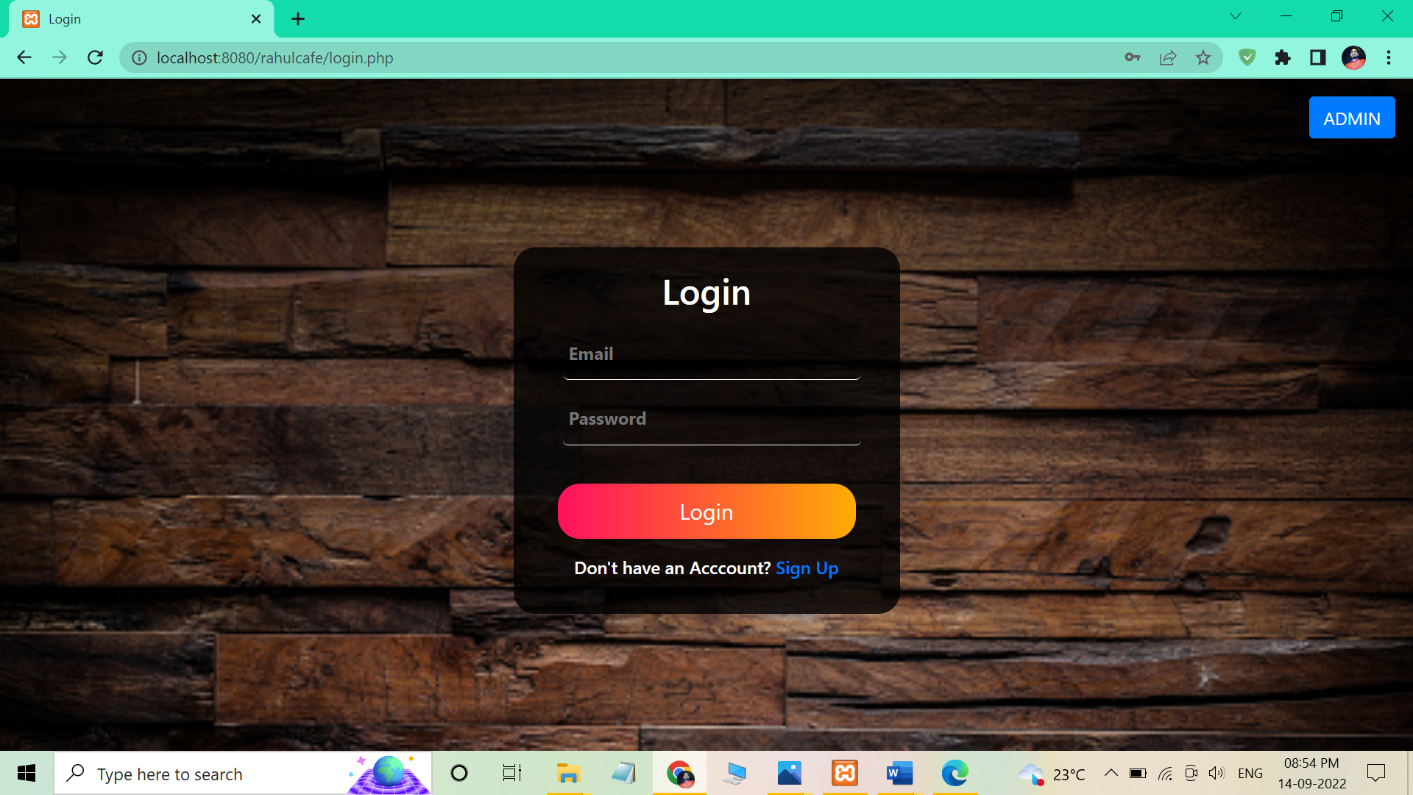 Login
localhost:8080/rahulcafe/login.php
ADMIN
Login
Email
Password
Login
Don't have an Acccount? Sign Up
Type here to search
23°C
ENG
08:54 PM
14-09-2022